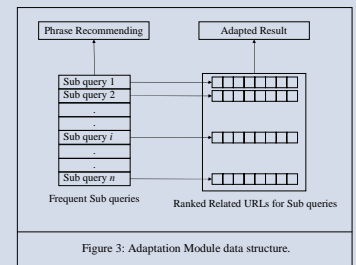 Phrase Recommending
Adapted Result
Sub query 1
Sub query 2
.
.
Sub query i
.
.
Sub query n
Frequent Sub queries
Ranked Related URLs for Sub queries
Figure 3: Adaptation Module data structure.